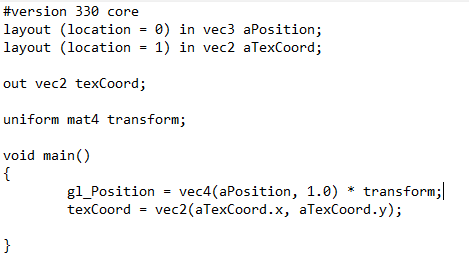 #version 330 core
layout (location = 0) in vec3 aPosition;
layout (location = 1) in vec2 aTexCoord;

out vec2 texCoord;

uniform mat4 transform;

void main()
{
        gl_Position = vec4(aPosition, 1.0) * transform;
        texCoord = vec2(aTexCoord.x, aTexCoord.y);

}